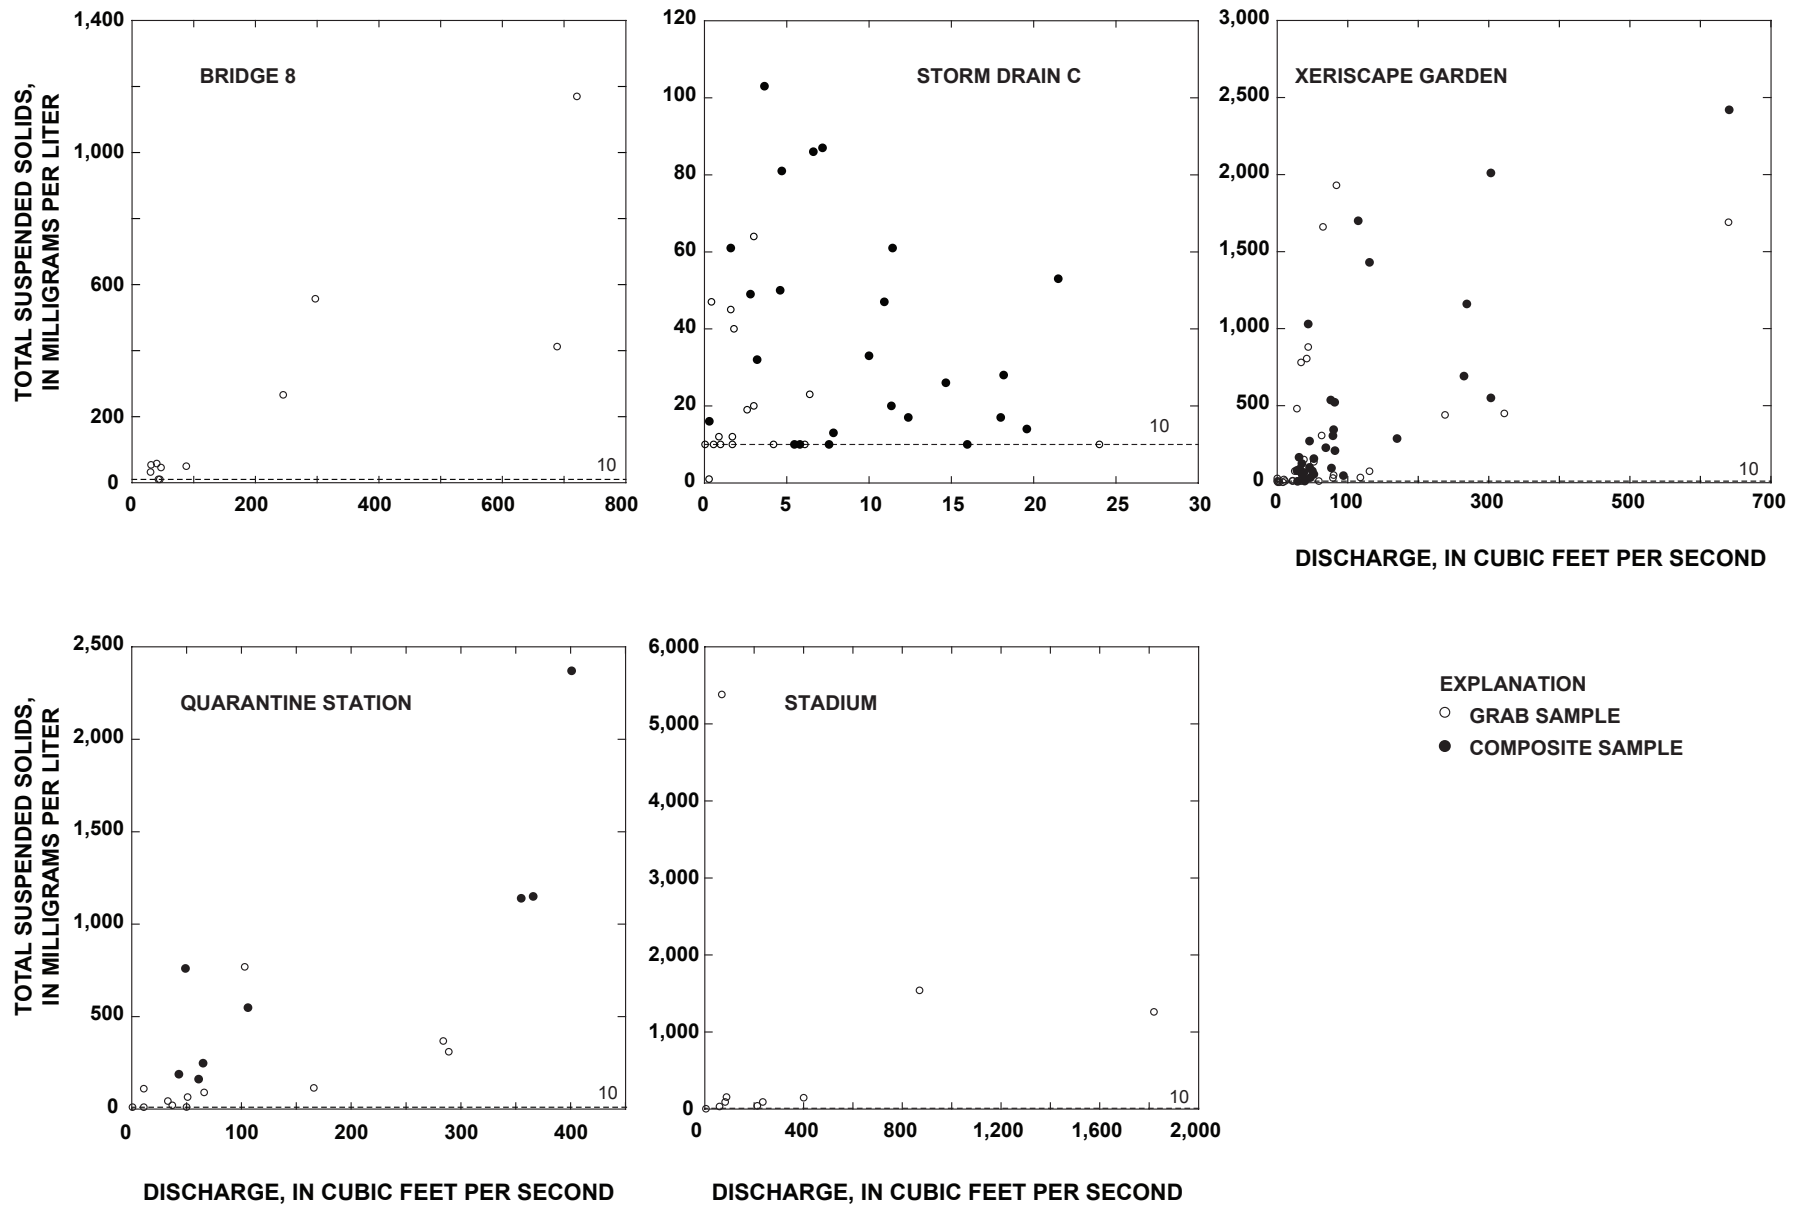 TOTAL SUSPENDED SOLIDS,
IN MILLIGRAMS PER LITER
1,400
1,000
600
200
0
BRIDGE 8
10
0 200 400 600 800
120
100
80
60
40
20
0
STORM DRAIN C
10
0 5 10 15 20 25 30
3,000
2,500
2,000
1,500
1,000
500
0
XERISCAPE GARDEN
10
0 100 300 500 700
DISCHARGE, IN CUBIC FEET PER SECOND
TOTAL SUSPENDED SOLIDS,
IN MILLIGRAMS PER LITER
2,500
2,000
1,500
1,000
500
0
QUARANTINE STATION
10
0 100 200 300 400
DISCHARGE, IN CUBIC FEET PER SECOND
6,000
5,000
4,000
3,000
2,000
1,000
0
STADIUM
10
0 400 800 1,200 1,600 2,000
DISCHARGE, IN CUBIC FEET PER SECOND
EXPLANATION
GRAB SAMPLE
COMPOSITE SAMPLE